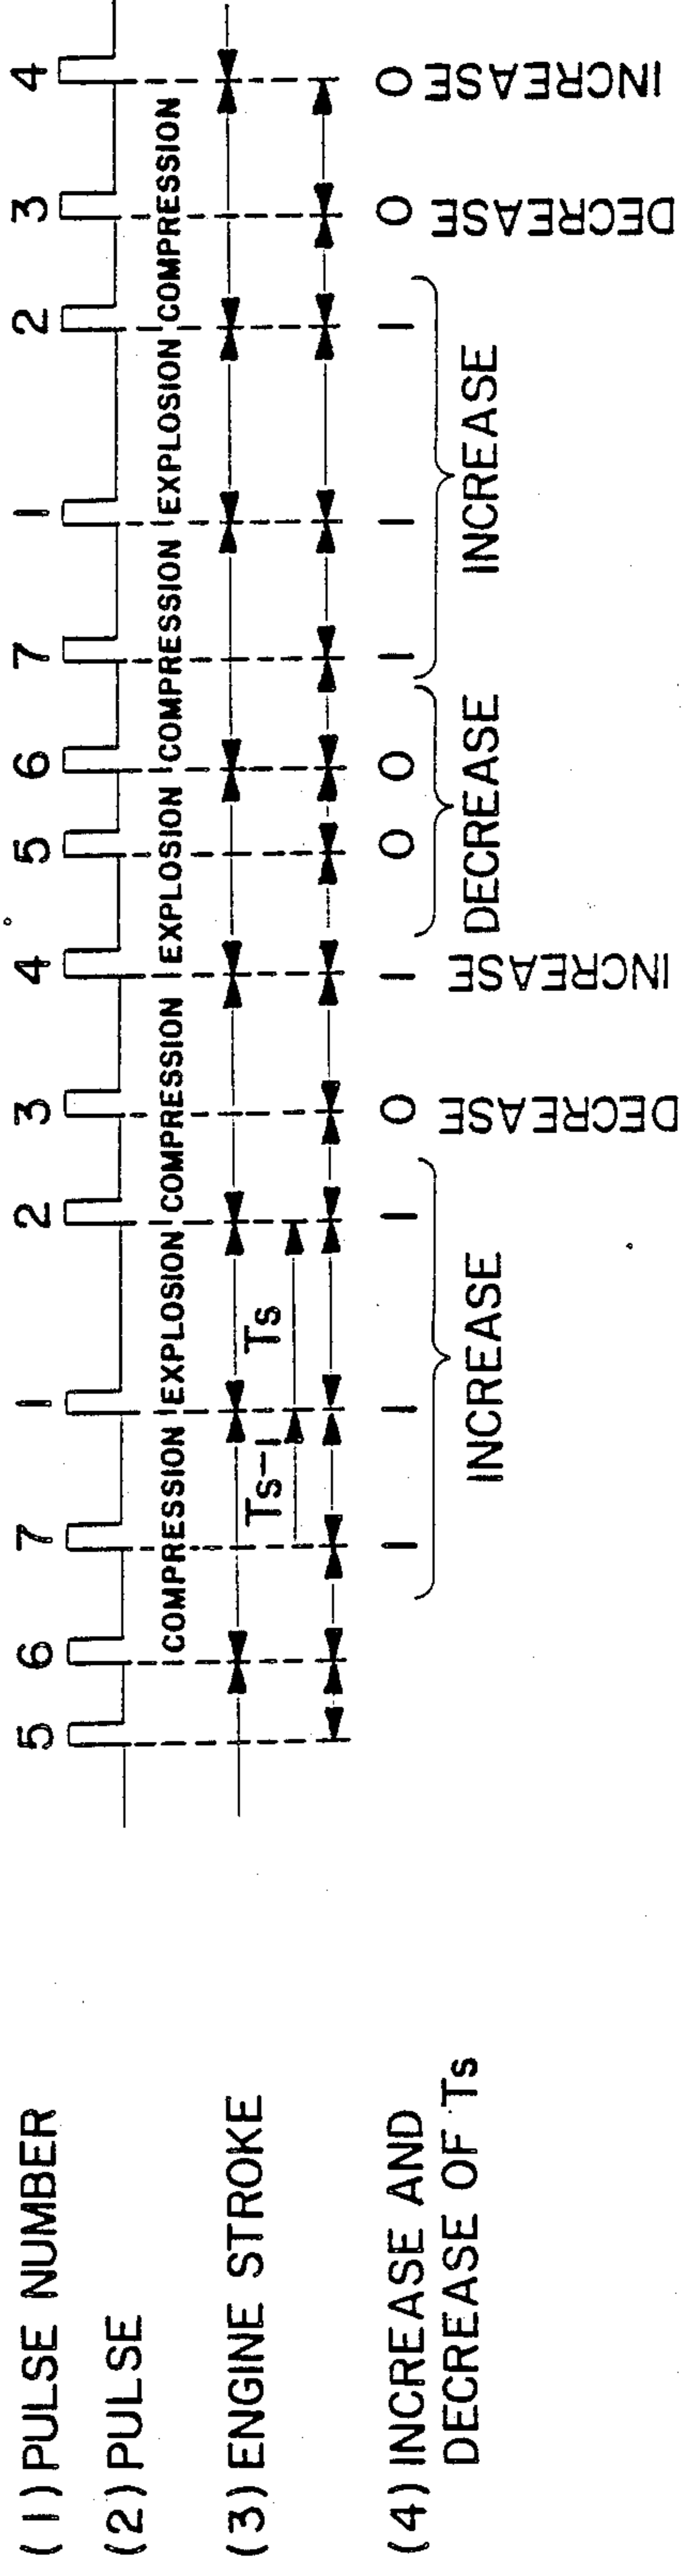 (1) PULSE NUMBER 5 6 7 1 2 3 4 5 6 7 1 2 3 4
(2) PULSE
COMPRESSION EXPLOSION COMPRESSION EXPLOSION COMPRESSION EXPLOSION COMPRESSION
(3) ENGINE STROKE
Ts-1 Ts
(4) INCREASE AND 1 1 1 0 1 0 0 1 1 1 0 0
DECREASE OF Ts INCREASE DECREASE INCREASE DECREASE INCREASE DECREASE INCREASE